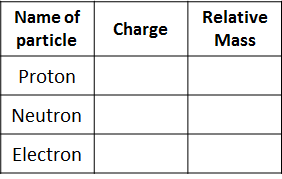 Name of particle
Charge
Relative Mass
Proton
Neutron
Electron